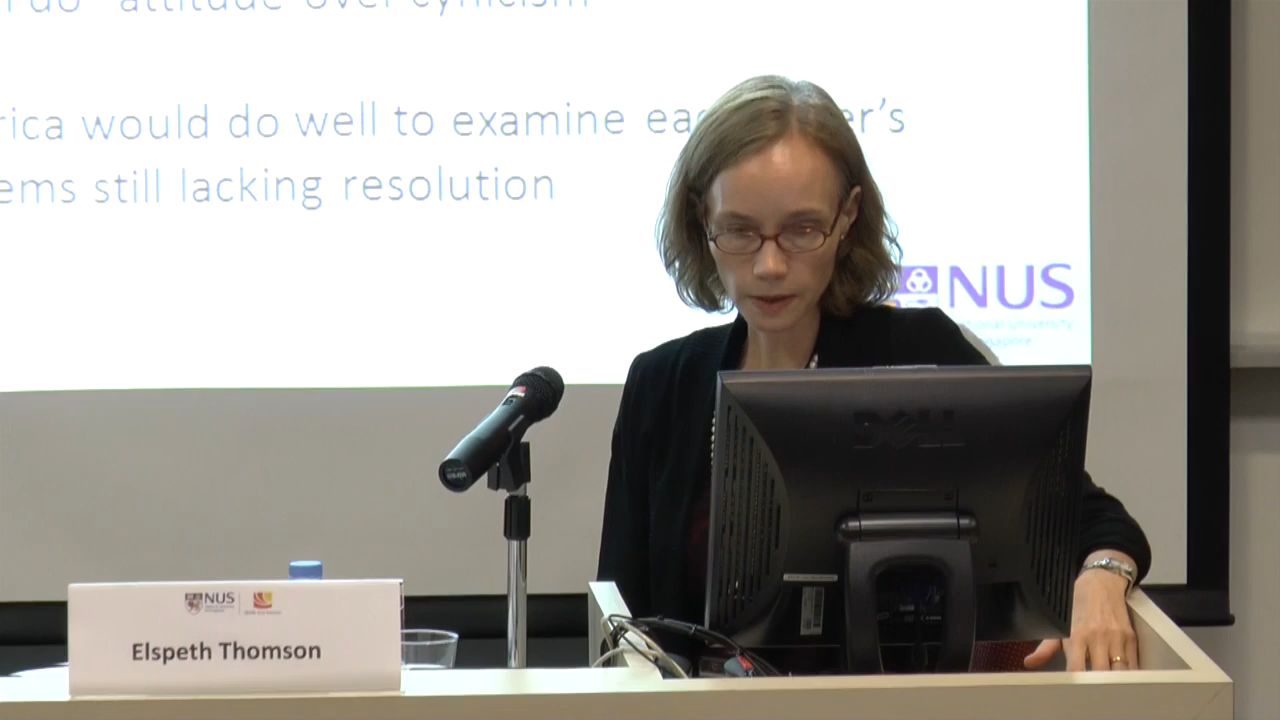 do" attitude over cynicism
rica would do well to examine
er's
ems still lacking resolution
NUS
DELL
NUS
Elspeth Thomson